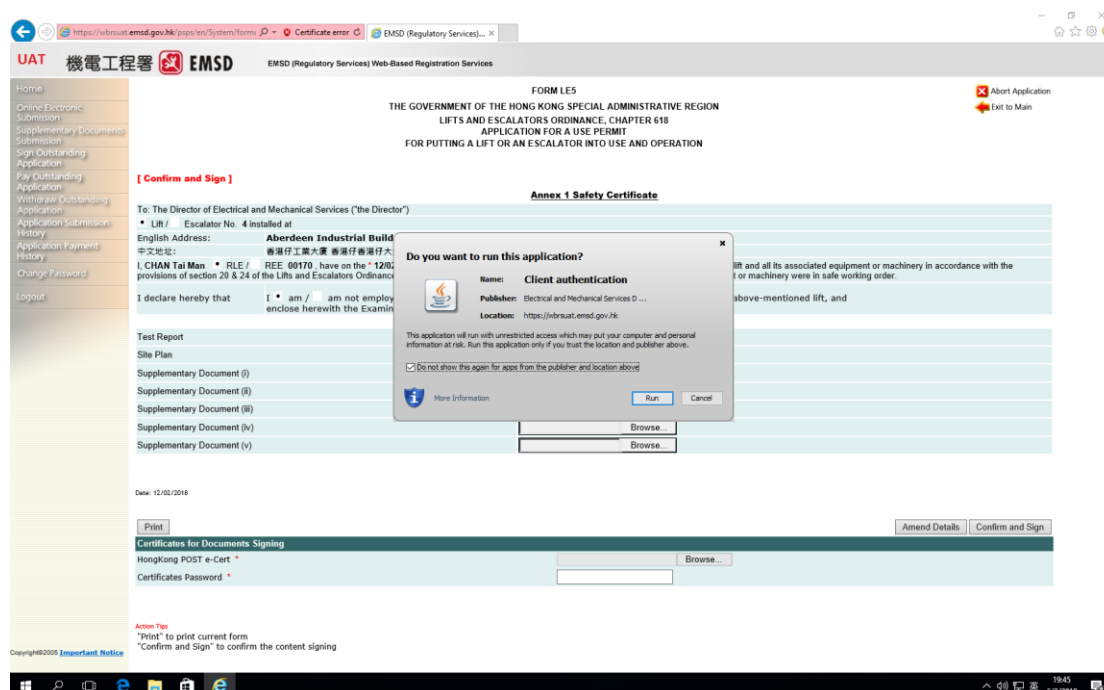 https://wbrsuat.emsd.gov.hk/psps/en/System/form
Certificate error
EMSD (Regulatory Services)...
UAT
機電工程署 EMSD
EMSD (Regulatory Services) Web-Based Registration Services
Home
Online Electronic
Submission
Supplementary Documents
Submission
Sign Outstanding
Application
Pay Outstanding
Application
Withdraw Outstanding
Application
Application Submission
History
Application Payment
History
Change Password
Logout
Copyright©2005 Important Notice
FORM LE5
THE GOVERNMENT OF THE HONG KONG SPECIAL ADMINISTRATIVE REGION
LIFTS AND ESCALATORS ORDINANCE, CHAPTER 618
APPLICATION FOR A USE PERMIT
FOR PUTTING A LIFT OR AN ESCALATOR INTO USE AND OPERATION
Abort Application
Exit to Main
[ Confirm and Sign ]
Annex 1 Safety Certificate
To: The Director of Electrical and Mechanical Services ("the Director")
• Lift / Escalator No. 4 installed at
English Address: Aberdeen Industrial Build
中文地址: 香港仔工業大廈 香港仔香港仔大
I, CHAN Tai Man • RLE / REE 00170 , have on the * 12/02 lift and all its associated equipment or machinery in accordance with the
provisions of section 20 & 24 of the Lifts and Escalators Ordinance t or machinery were in safe working order.
I declare hereby that I • am / am not employ above-mentioned lift, and
enclose herewith the Examin
Test Report
Site Plan
Supplementary Document (i)
Supplementary Document (ii)
Supplementary Document (iii)
Supplementary Document (iv) Browse...
Supplementary Document (v) Browse...
Do you want to run this application?
Name: Client authentication
Publisher: Electrical and Mechanical Services D ...
Location: https://wbrsuat.emsd.gov.hk
This application will run with unrestricted access which may put your computer and personal
information at risk. Run this application only if you trust the location and publisher above.
Do not show this again for apps from the publisher and location above
More Information
Run Cancel
Date: 12/02/2018
Print Amend Details Confirm and Sign
Certificates for Documents Signing
HongKong POST e-Cert * Browse...
Certificates Password *
Action Tips
"Print" to print current form
"Confirm and Sign" to confirm the content signing
英
19:45